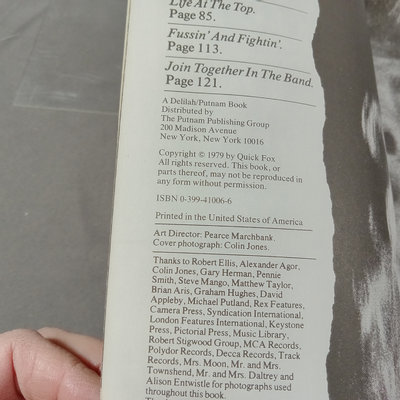 Life At The Top.
Page 85.
Fussin' And Fightin'.
Page 113.
Join Together In The Band.
Page 121.
A Delilah/Putnam Book
Distributed by
The Putnam Publishing Group
200 Madison Avenue
New York, New York 10016
Copyright © 1979 by Quick Fox
All rights reserved. This book, or
parts thereof, may not be reproduced in
any form without permission.
ISBN 0-399-41006-6
Printed in the United States of America
Art Director: Pearce Marchbank.
Cover photograph: Colin Jones.
Thanks to Robert Ellis, Alexander Agor,
Colin Jones, Gary Herman, Pennie
Smith, Steve Mango, Matthew Taylor,
Brian Aris, Graham Hughes, David
Appleby, Michael Putland, Rex Features,
Camera Press, Syndication International,
London Features International, Keystone
Press, Pictorial Press, Music Library,
Robert Stigwood Group, MCA Records,
Polydor Records, Decca Records, Track
Records, Mrs. Moon, Mr. and Mrs.
Townshend, Mr. and Mrs. Daltrey and
Alison Entwistle for photographs used
throughout this book.